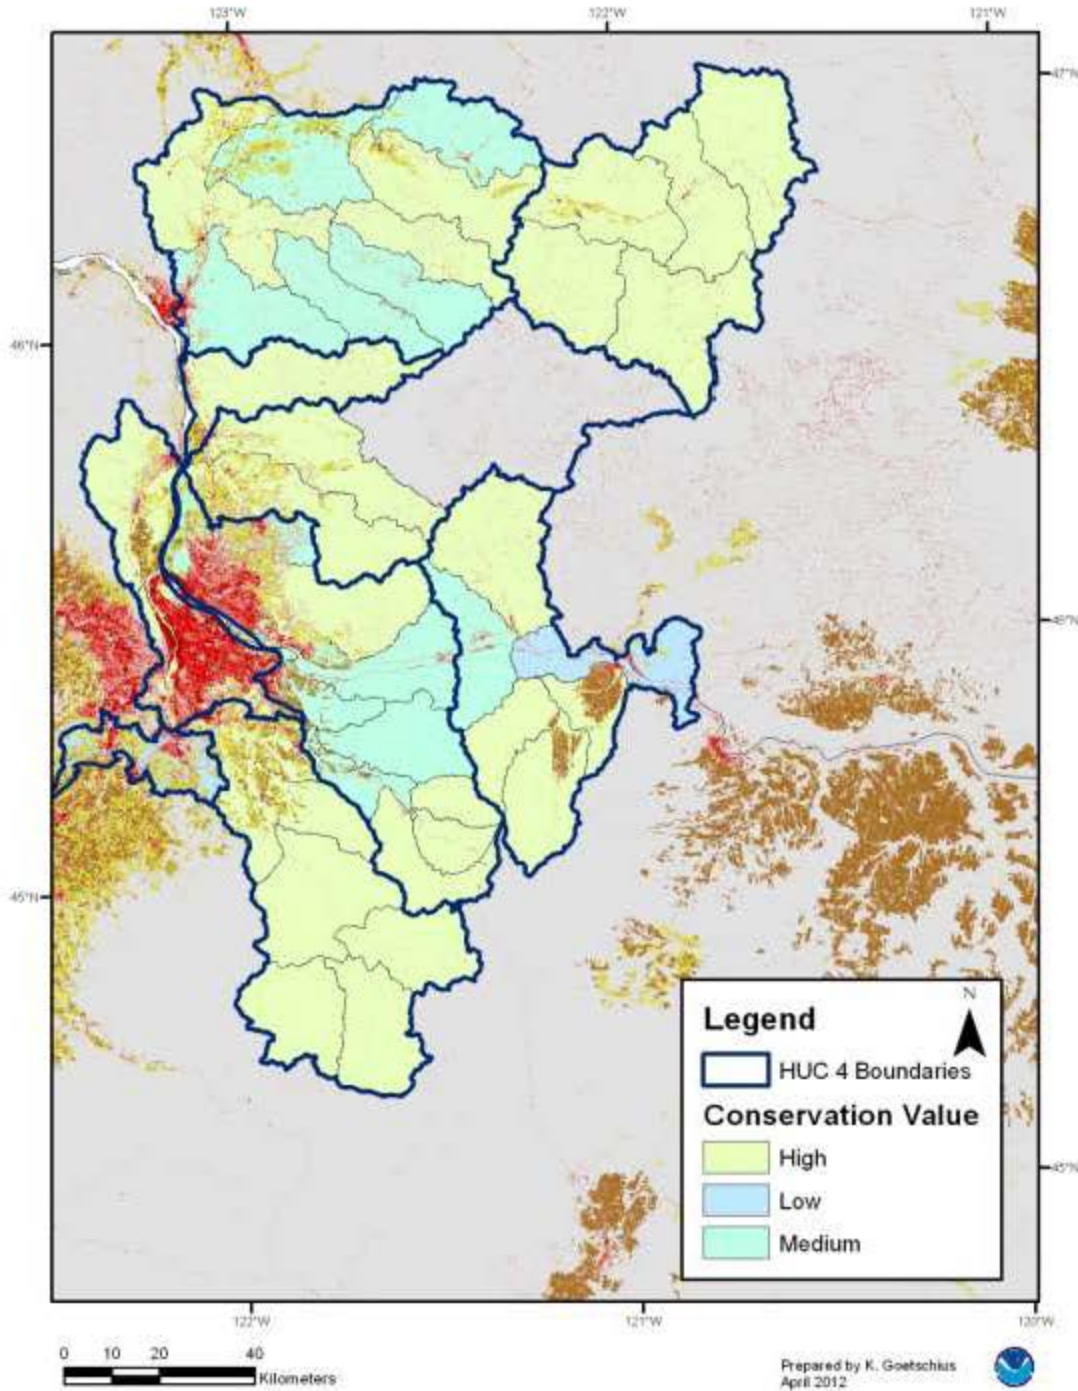 123°W 122°W 121°W
47°N
46°N
46°N
45°N
45°N
N
Legend
HUC 4 Boundaries
Conservation Value
High
Low
Medium
122°W 121°W 120°W
0 10 20 40
Kilometers
Prepared by K. Goetschius
April 2012